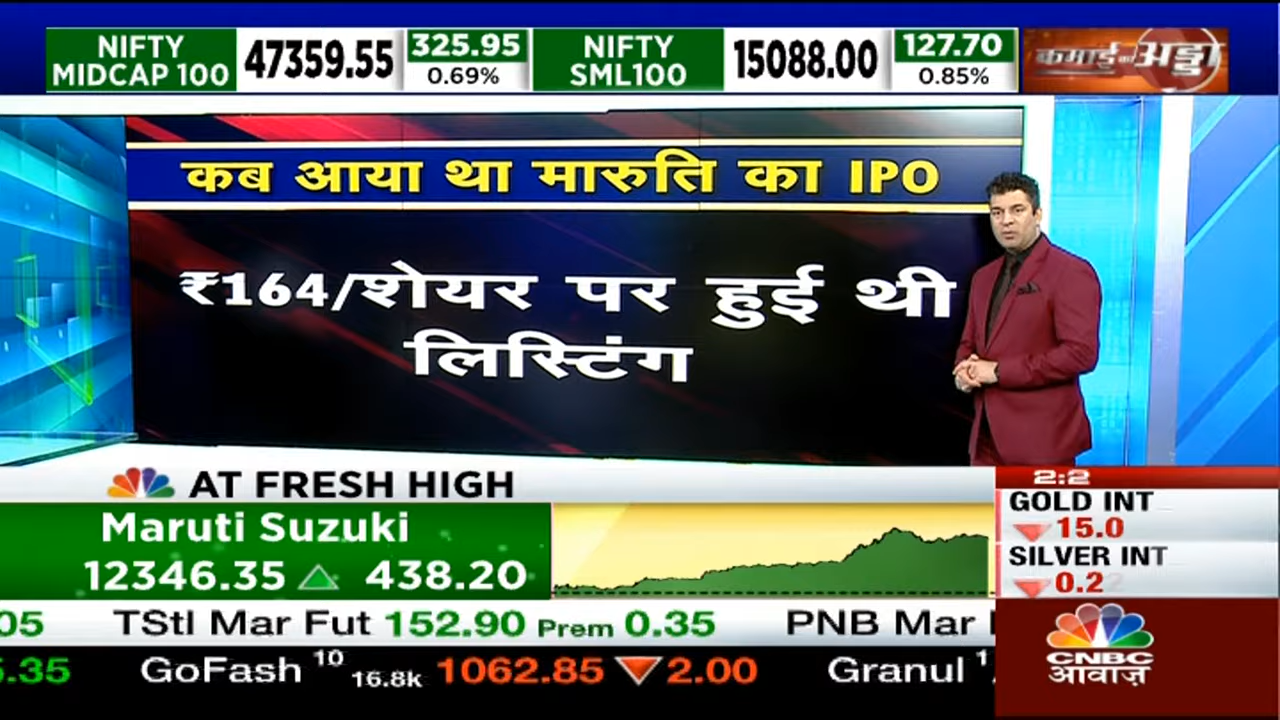 NIFTY
MIDCAP 100
47359.55
325.95
0.69%
NIFTY
SML100
15088.00
127.70
0.85%
कमाई का अड्डा
कब आया था मारुति का IPO
₹164/शेयर पर हुई थी
लिस्टिंग
AT FRESH HIGH
Maruti Suzuki
12346.35 438.20
2:2
GOLD INT
15.0
SILVER INT
0.2
05 TStl Mar Fut 152.90 Prem 0.35 PNB Mar
5.35 GoFash 10 16.8k 1062.85 2.00 Granul 1
CNBC
आवाज़